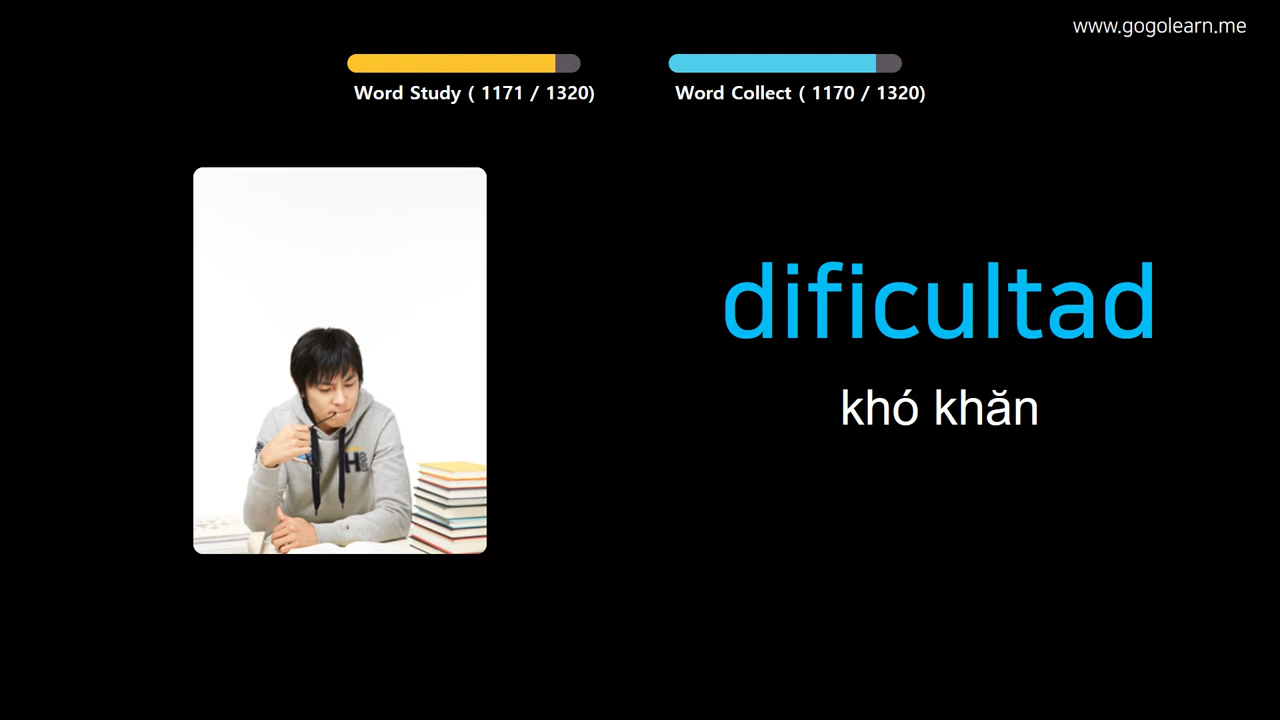 www.gogolearn.me
Word Study ( 1171 / 1320)
Word Collect ( 1170 / 1320)
dificultad
khó khăn
H